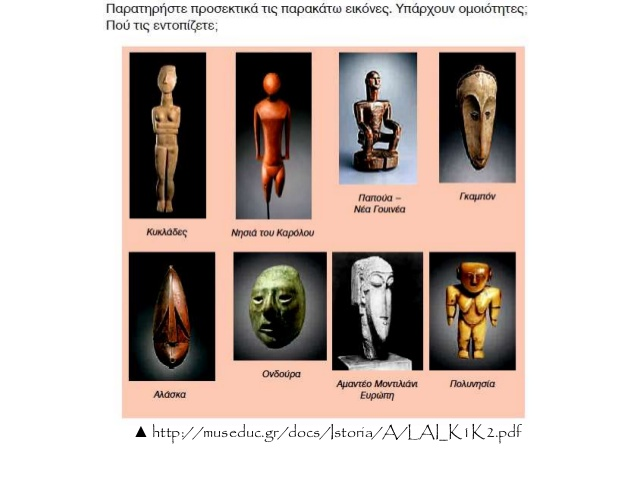 Παρατηρήστε προσεκτικά τις παρακάτω εικόνες. Υπάρχουν ομοιότητες;
Πού τις εντοπίζετε;
Κυκλάδες
Νησιά του Καρόλου
Παπούα –
Νέα Γουινέα
Γκαμπόν
Αλάσκα
Ονδούρα
Αμαντέο Μοντιλιάνι
Ευρώπη
Πολυνησία
▲ http://museduc.gr/docs/Istoria/A/LAI_K1K2.pdf